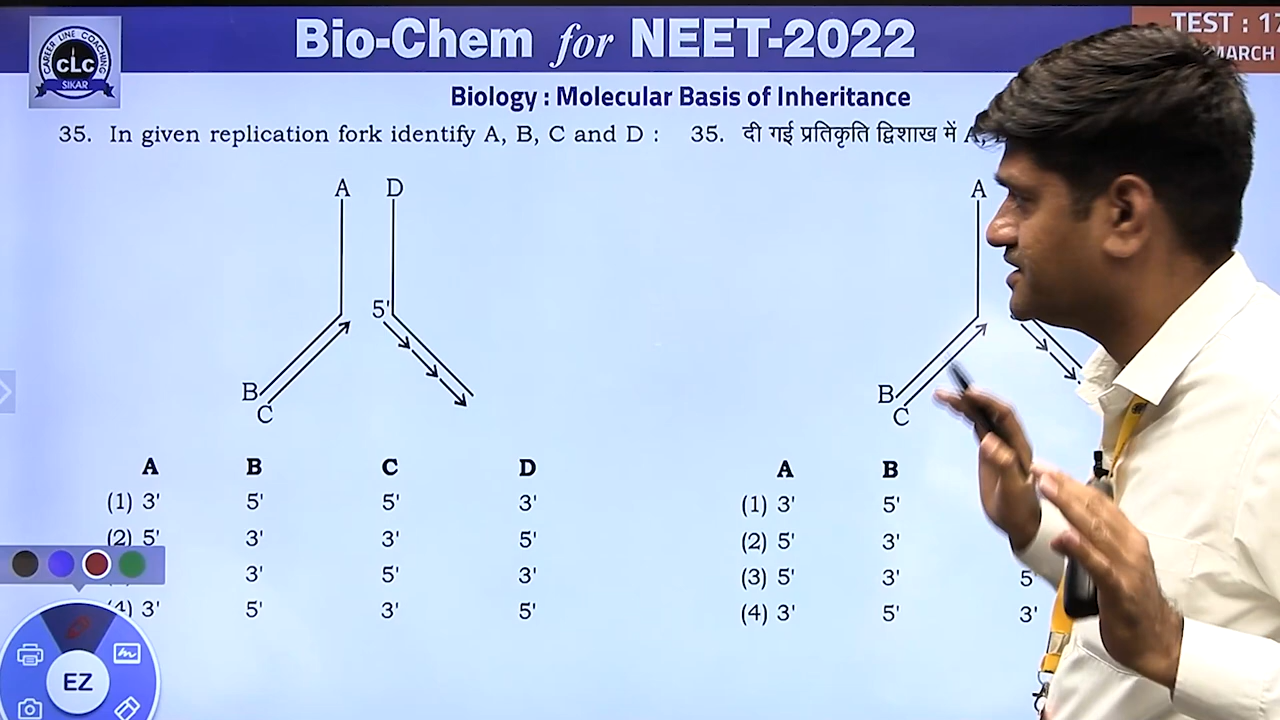 CAREER LINE COACHING
CLC
SIKAR
Bio-Chem for NEET-2022
TEST : 17
MARCH
Biology : Molecular Basis of Inheritance
35. In given replication fork identify A, B, C and D :
A D
5'
B
C
A B C D
(1) 3' 5' 5' 3'
(2) 5' 3' 3' 5'
3' 5' 3'
(4) 3' 5' 3' 5'
35. दी गई प्रतिकृति द्विशाख में A,
A
B
C
A B
(1) 3' 5'
(2) 5' 3'
(3) 5' 3' 5'
(4) 3' 5' 3'
EZ